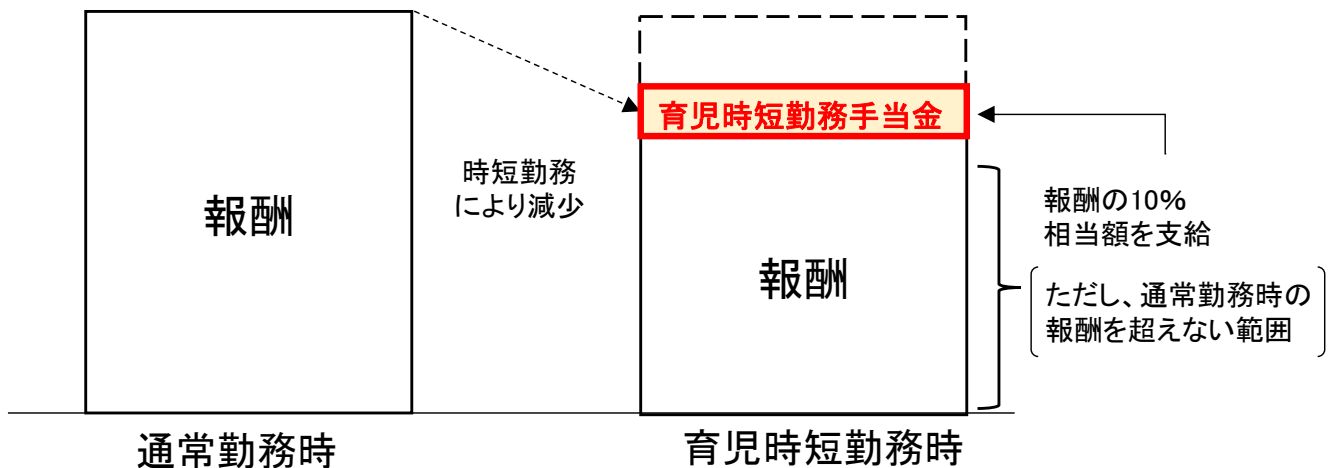 育児時短勤務手当金
報酬
時短勤務
により減少
報酬
報酬の10%
相当額を支給
ただし、通常勤務時の
報酬を超えない範囲
通常勤務時
育児時短勤務時